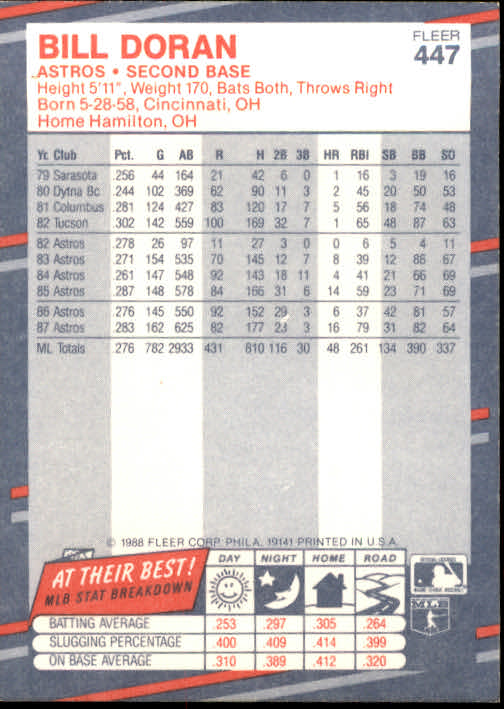 BILL DORAN
FLEER
447
ASTROS • SECOND BASE
Height 5'11", Weight 170, Bats Both, Throws Right
Born 5-28-58, Cincinnati, OH
Home Hamilton, OH
Yr. Club Pct. G AB R H 2B 3B HR RBI SB BB SO
79 Sarasota .256 44 164 21 42 6 0 1 16 3 19 16
80 Dytna Bc .244 102 369 62 90 11 3 2 45 20 50 53
81 Columbus .281 124 427 83 120 17 7 5 56 18 74 48
82 Tucson .302 142 559 100 169 32 7 1 65 48 87 63
82 Astros .278 26 97 11 27 3 0 0 6 5 4 11
83 Astros .271 154 535 70 145 12 7 8 39 12 86 67
84 Astros .261 147 548 92 143 18 11 4 41 21 66 69
85 Astros .287 148 578 84 166 31 6 14 59 23 71 69
86 Astros .276 145 550 92 152 29 3 6 37 42 81 57
87 Astros .283 162 625 82 177 23 3 16 79 31 82 64
ML Totals .276 782 2933 431 810 116 30 48 261 134 390 337
© 1988 FLEER CORP. PHILA. 19141 PRINTED IN U.S.A.
AT THEIR BEST!
MLB STAT BREAKDOWN
DAY NIGHT HOME ROAD
BATTING AVERAGE .253 .297 .305 .264
SLUGGING PERCENTAGE .400 .409 .414 .399
ON BASE AVERAGE .310 .389 .412 .320
MLB